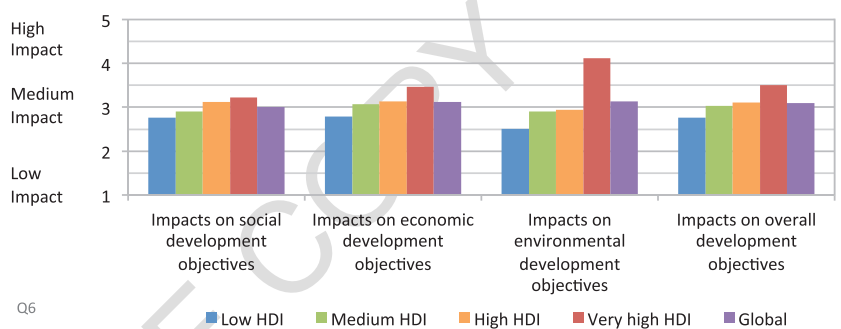 High
Impact
Medium
Impact
Low
Impact
5
4
3
2
1
Impacts on social
development
objectives
Impacts on economic
development
objectives
Impacts on
environmental
development
objectives
Impacts on overall
development
objectives
Q6
Low HDI
Medium HDI
High HDI
Very high HDI
Global
E COPY